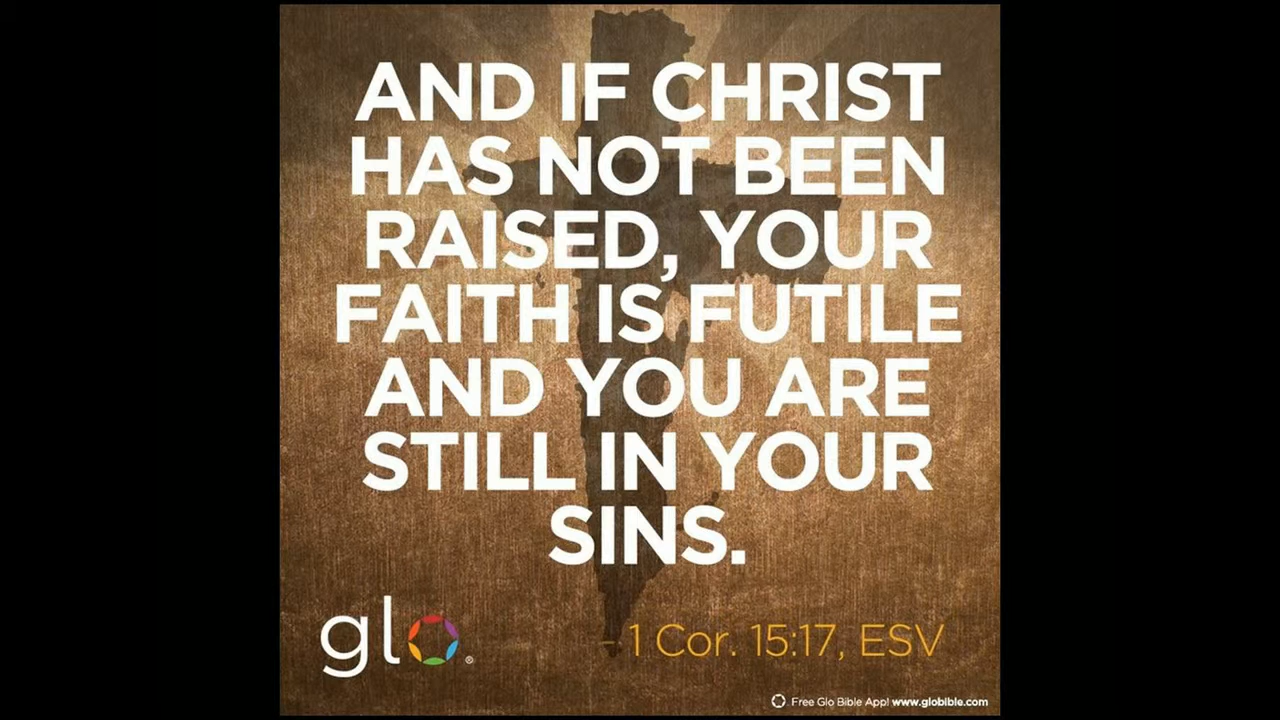 AND IF CHRIST
HAS NOT BEEN
RAISED, YOUR
FAITH IS FUTILE
AND YOU ARE
STILL IN YOUR
SINS.
glo®
– 1 Cor. 15:17, ESV
Free Glo Bible App! www.globible.com